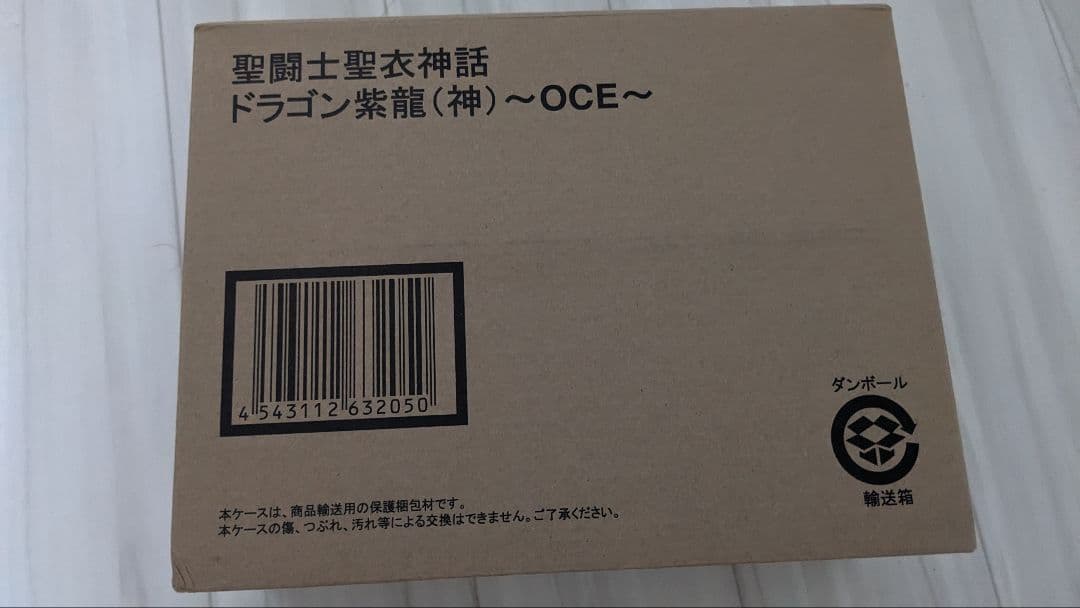 聖闘士聖衣神話
ドラゴン紫龍(神)～OCE～
4 543112 632050
ダンボール
輸送箱
本ケースは、商品輸送用の保護梱包材です。
本ケースの傷、つぶれ、汚れ等による交換はできません。ご了承ください。